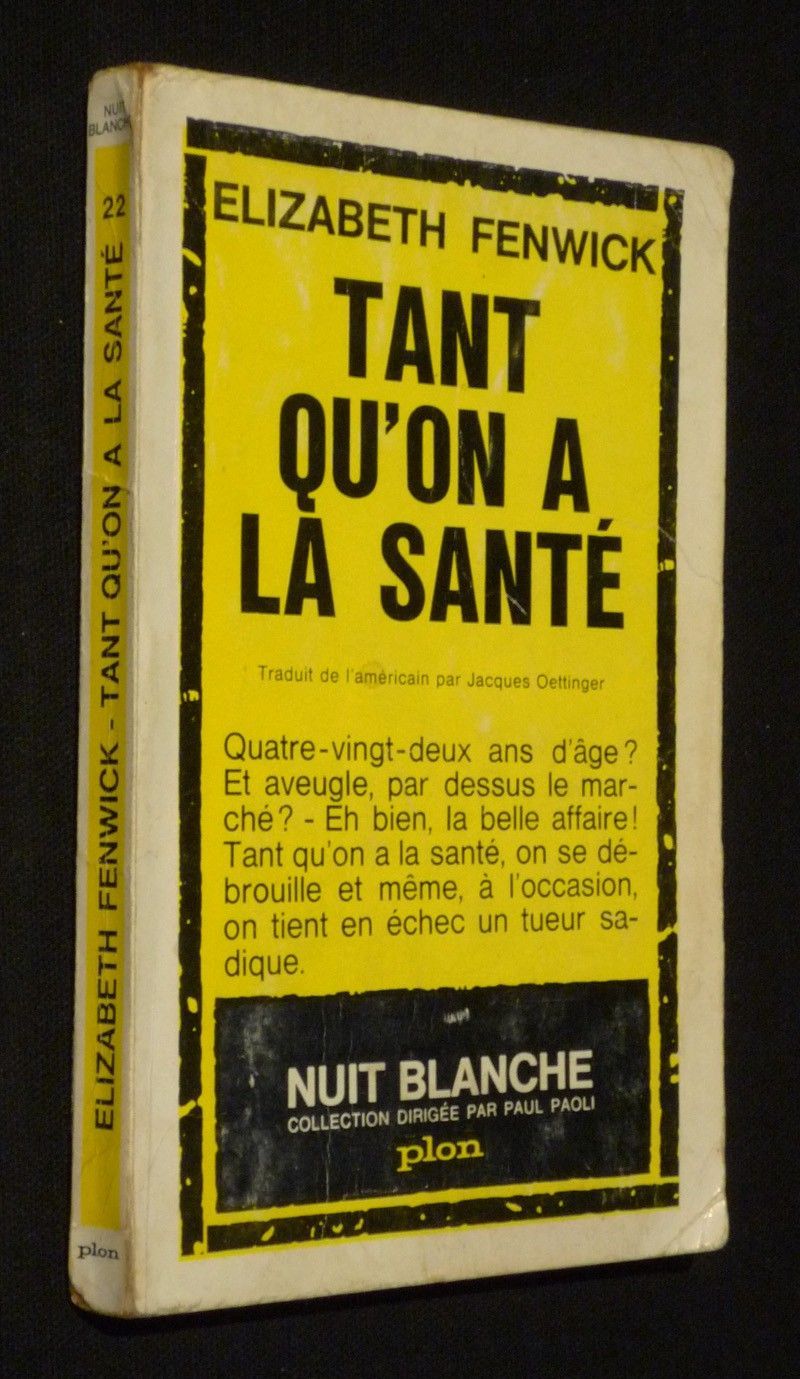 NUIT
BLANCHE
22
ELIZABETH FENWICK - TANT QU'ON A LA SANTÉ
plon
ELIZABETH FENWICK
TANT
QU'ON A
LA SANTÉ
Traduit de l'américain par Jacques Oettinger
Quatre-vingt-deux ans d'âge?
Et aveugle, par dessus le mar-
ché? - Eh bien, la belle affaire!
Tant qu'on a la santé, on se dé-
brouille et même, à l'occasion,
on tient en échec un tueur sa-
dique.
NUIT BLANCHE
COLLECTION DIRIGÉE PAR PAUL PAOLI
plon